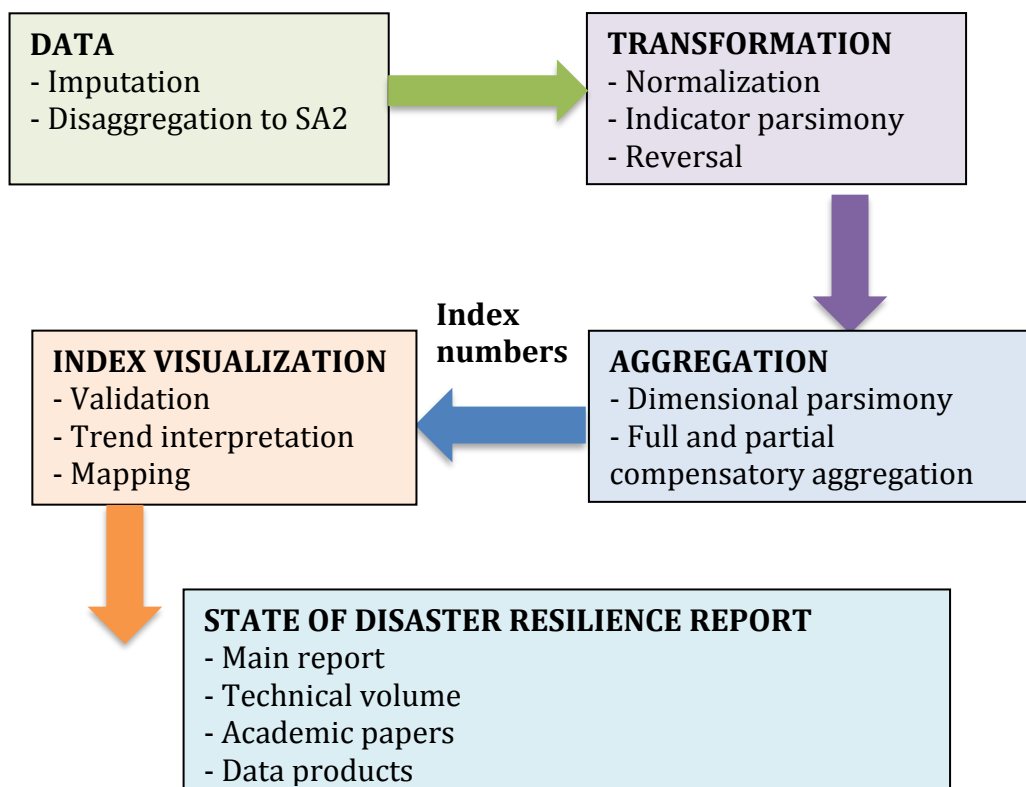 DATA
- Imputation
- Disaggregation to SA2
TRANSFORMATION
- Normalization
- Indicator parsimony
- Reversal
Index
numbers
INDEX VISUALIZATION
- Validation
- Trend interpretation
- Mapping
AGGREGATION
- Dimensional parsimony
- Full and partial
compensatory aggregation
STATE OF DISASTER RESILIENCE REPORT
- Main report
- Technical volume
- Academic papers
- Data products